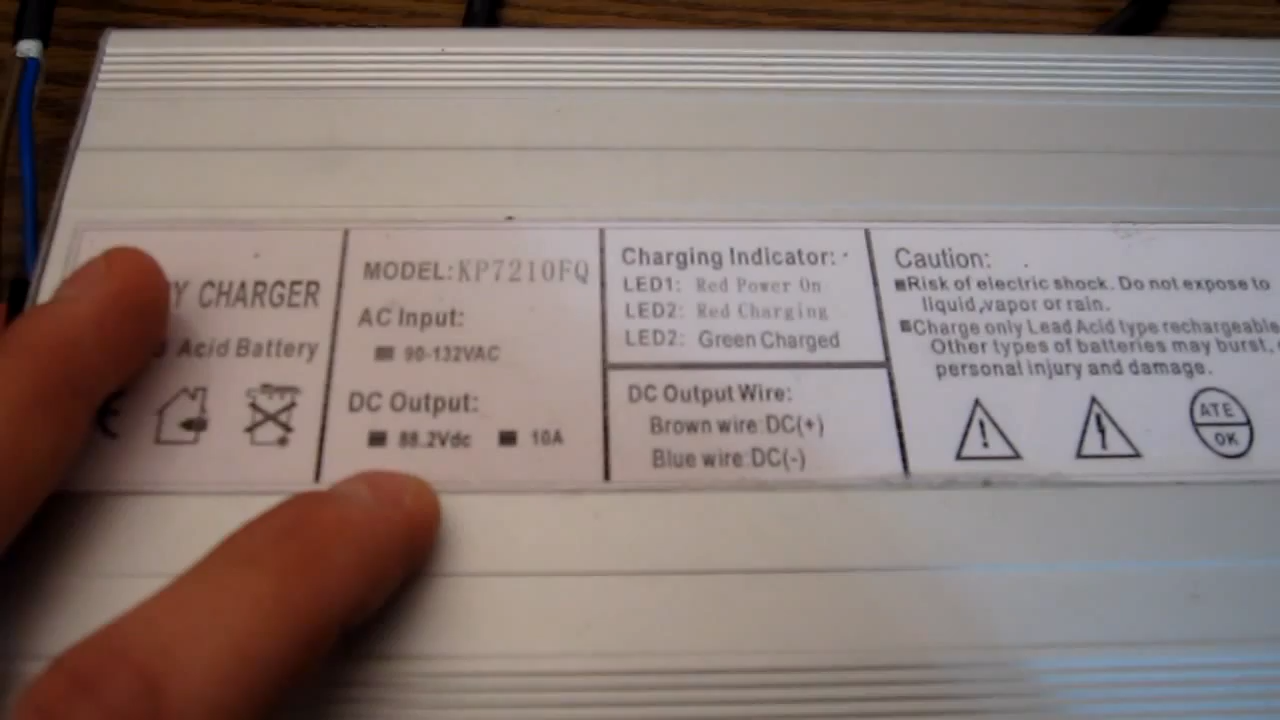 Y CHARGER
Acid Battery
MODEL: KP7210FQ
AC Input:
90-132VAC
DC Output:
88.2Vdc 10A
Charging Indicator:
LED1: Red Power On
LED2: Red Charging
LED2: Green Charged
DC Output Wire:
Brown wire:DC(+)
Blue wire:DC(-)
Caution:
Risk of electric shock. Do not expose to
liquid,vapor or rain.
Charge only Lead Acid type rechargeable
Other types of batteries may burst,
personal injury and damage.
ATE
OK